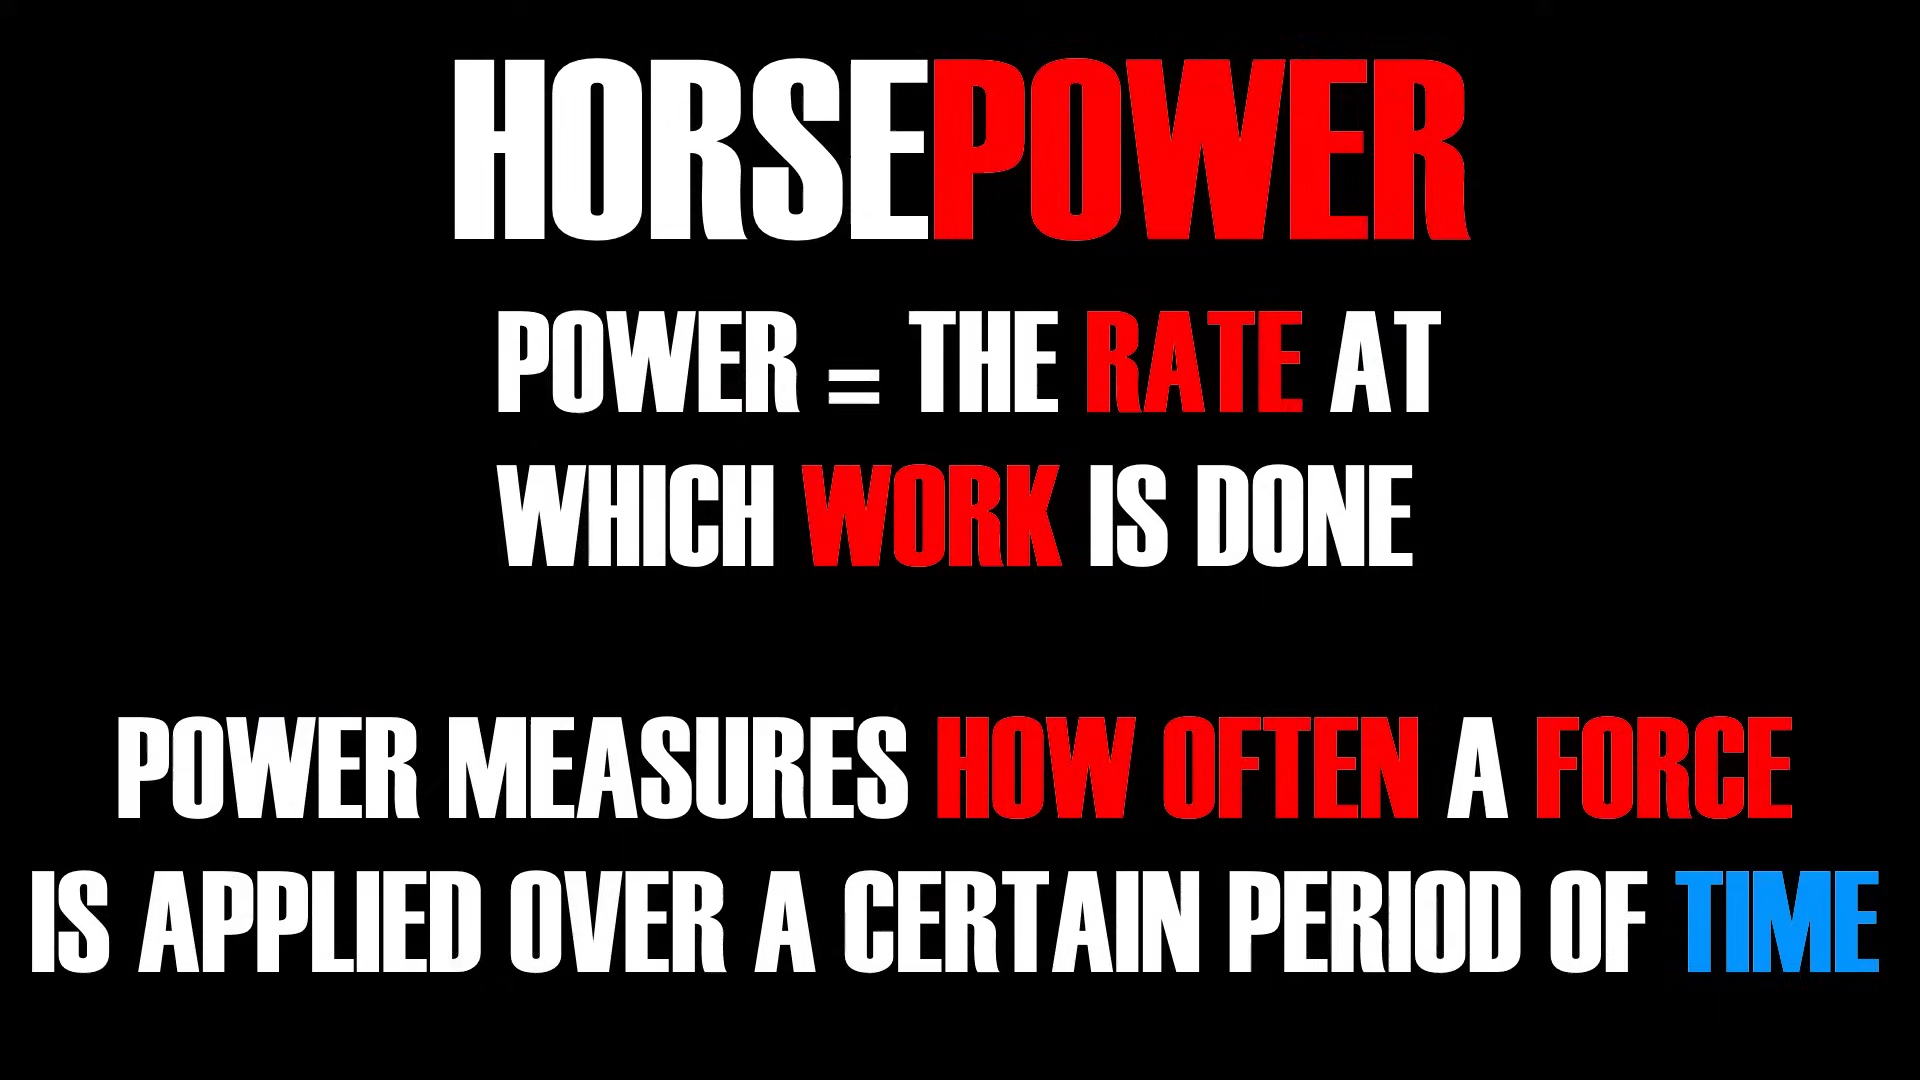 HORSEPOWER
POWER = THE RATE AT
WHICH WORK IS DONE
POWER MEASURES HOW OFTEN A FORCE
IS APPLIED OVER A CERTAIN PERIOD OF TIME